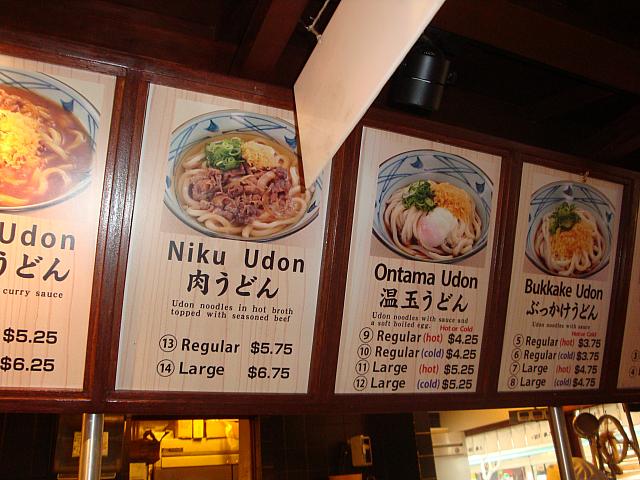 Udon
うどん
curry sauce
$5.25
$6.25
Niku Udon
肉うどん
Udon noodles in hot broth
topped with seasoned beef
⑬ Regular $5.75
⑭ Large $6.75
Ontama Udon
温玉うどん
Udon noodles with sauce and
a soft boiled egg. Hot or Cold
⑨ Regular (hot) $4.25
⑩ Regular (cold) $4.25
⑪ Large (hot) $5.25
⑫ Large (cold) $5.25
Bukkake Udon
ぶっかけうどん
Udon noodles with sauce
Hot or Cold
⑤ Regular (hot) $3.75
⑥ Regular (cold) $3.75
⑦ Large (hot) $4.75
⑧ Large (cold) $4.75